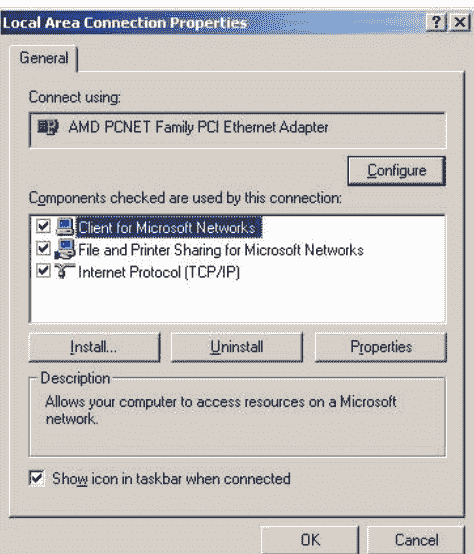 Local Area Connection Properties
General
Connect using:
AMD PCNET Family PCI Ethernet Adapter
Configure
Components checked are used by this connection:
Client for Microsoft Networks
File and Printer Sharing for Microsoft Networks
Internet Protocol (TCP/IP)
Install... Uninstall Properties
Description
Allows your computer to access resources on a Microsoft
network.
Show icon in taskbar when connected
OK Cancel